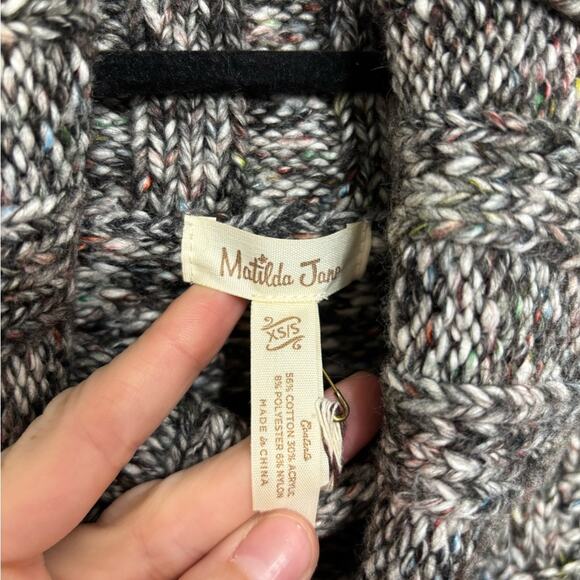 Matilda Jane
XS/S
Contents
56% COTTON 30% ACRYLIC
8% POLYESTER 6% NYLON
MADE in CHINA